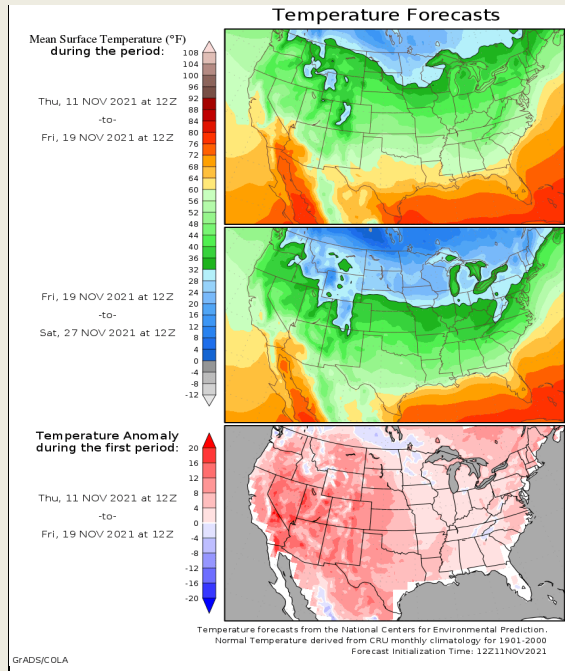 Temperature Forecasts
Mean Surface Temperature (°F)
during the period:
108
104
100
96
92
88
84
80
76
72
68
64
60
56
52
48
44
40
36
32
28
24
20
16
12
8
4
0
-4
-8
-12
Thu, 11 NOV 2021 at 12Z
-to-
Fri, 19 NOV 2021 at 12Z
Fri, 19 NOV 2021 at 12Z
-to-
Sat, 27 NOV 2021 at 12Z
Temperature Anomaly
during the first period:
20
16
12
8
4
0
-4
-8
-12
-16
-20
Thu, 11 NOV 2021 at 12Z
-to-
Fri, 19 NOV 2021 at 12Z
Temperature forecasts from the National Centers for Environmental Prediction.
Normal Temperature derived from CRU monthly climatology for 1901-2000
Forecast Initialization Time: 12Z11NOV2021
GrADS/COLA